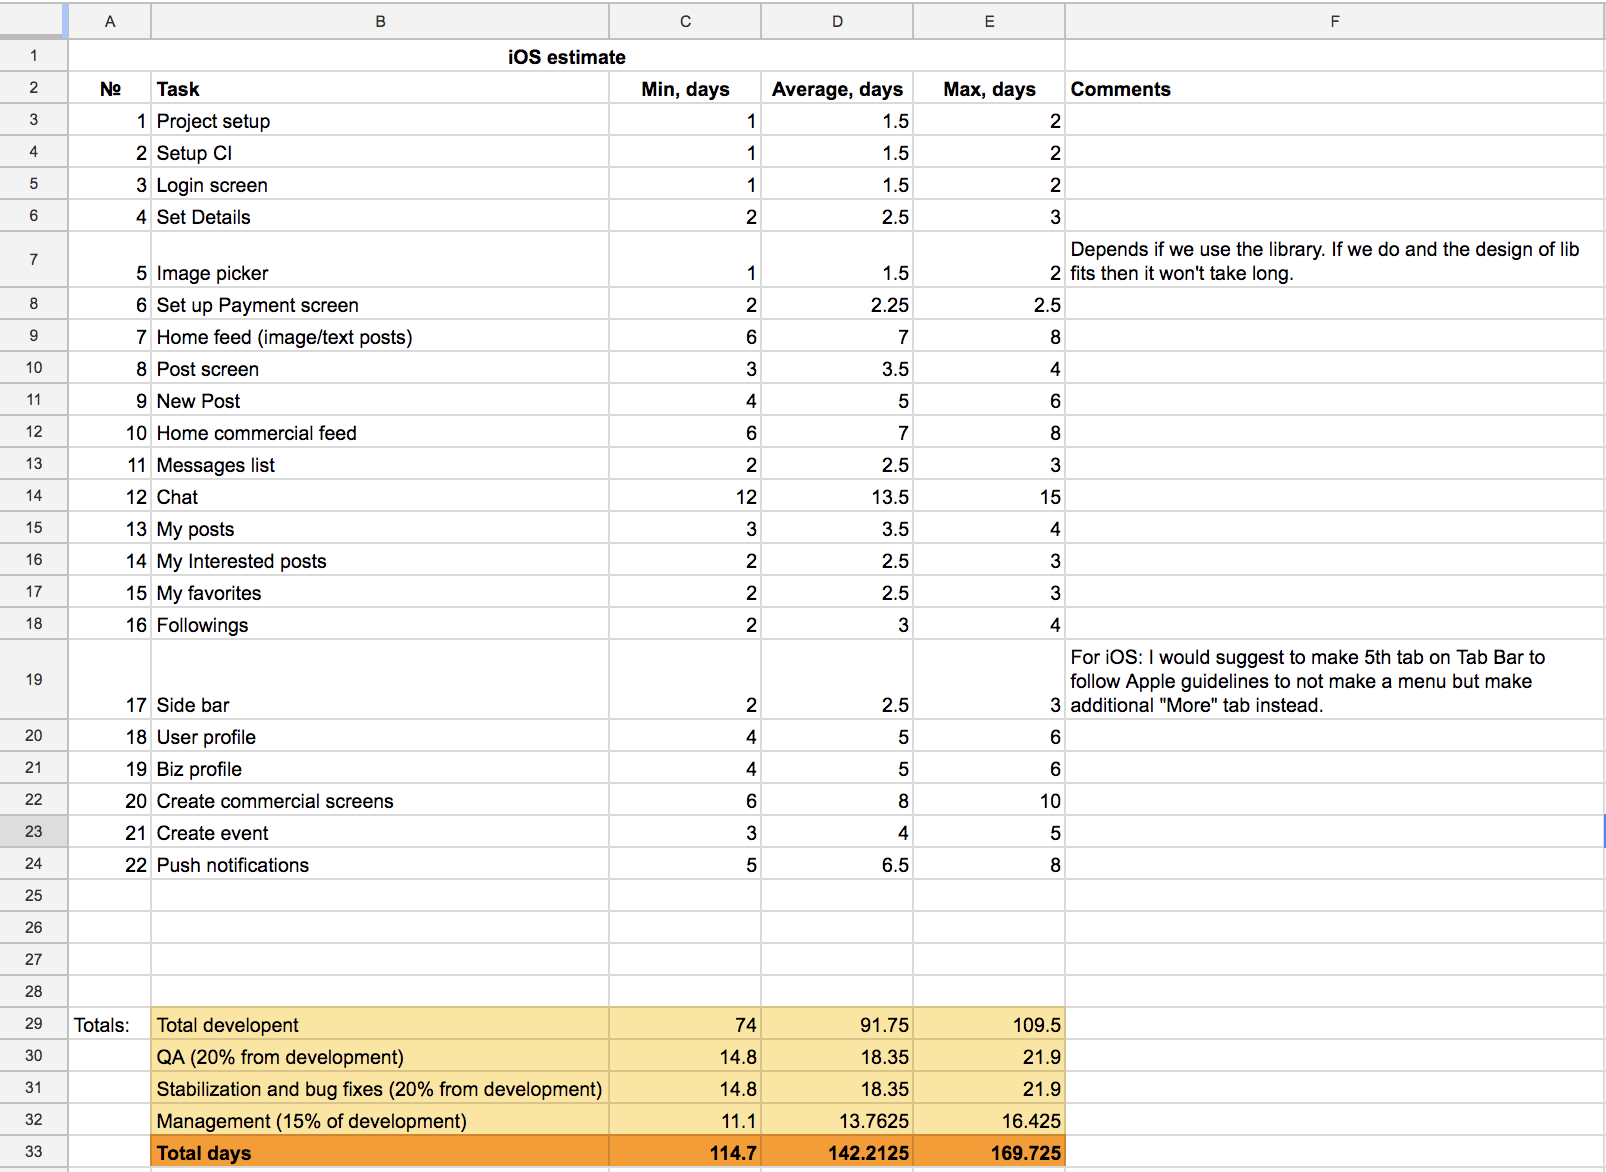 A B C D E F
1 iOS estimate
2 № Task Min, days Average, days Max, days Comments
3 1 Project setup 1 1.5 2
4 2 Setup CI 1 1.5 2
5 3 Login screen 1 1.5 2
6 4 Set Details 2 2.5 3
Depends if we use the library. If we do and the design of lib
7 5 Image picker 1 1.5 2 fits then it won't take long.
8 6 Set up Payment screen 2 2.25 2.5
9 7 Home feed (image/text posts) 6 7 8
10 8 Post screen 3 3.5 4
11 9 New Post 4 5 6
12 10 Home commercial feed 6 7 8
13 11 Messages list 2 2.5 3
14 12 Chat 12 13.5 15
15 13 My posts 3 3.5 4
16 14 My Interested posts 2 2.5 3
17 15 My favorites 2 2.5 3
18 16 Followings 2 3 4
For iOS: I would suggest to make 5th tab on Tab Bar to
19 follow Apple guidelines to not make a menu but make
17 Side bar 2 2.5 3 additional "More" tab instead.
20 18 User profile 4 5 6
21 19 Biz profile 4 5 6
22 20 Create commercial screens 6 8 10
23 21 Create event 3 4 5
24 22 Push notifications 5 6.5 8
25
26
27
28
29 Totals: Total developent 74 91.75 109.5
30 QA (20% from development) 14.8 18.35 21.9
31 Stabilization and bug fixes (20% from development) 14.8 18.35 21.9
32 Management (15% of development) 11.1 13.7625 16.425
33 Total days 114.7 142.2125 169.725